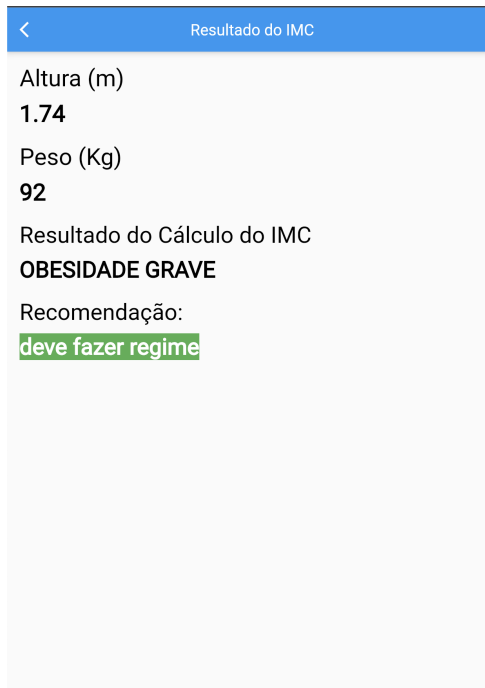 Resultado do IMC
Altura (m)
1.74
Peso (Kg)
92
Resultado do Cálculo do IMC
OBESIDADE GRAVE
Recomendação:
deve fazer regime